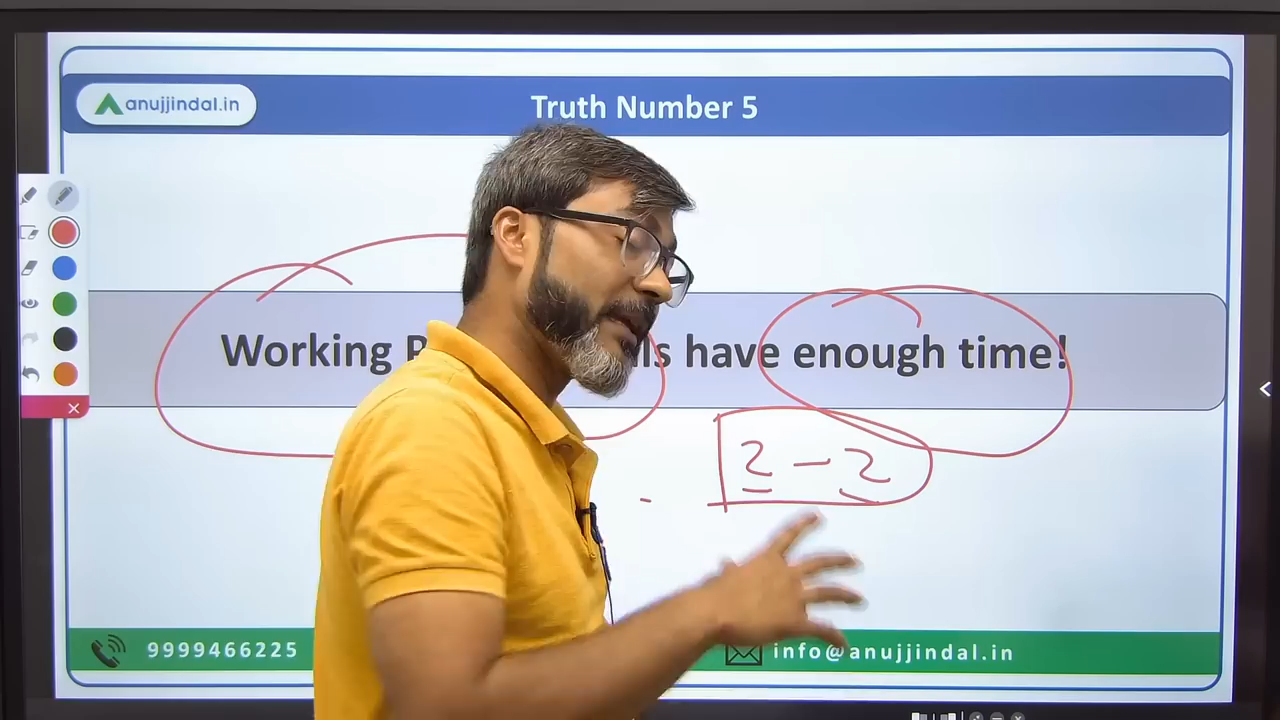 anujjindal.in
Truth Number 5
Working have enough time!
2 - 2
9999466225
info@anujjindal.in